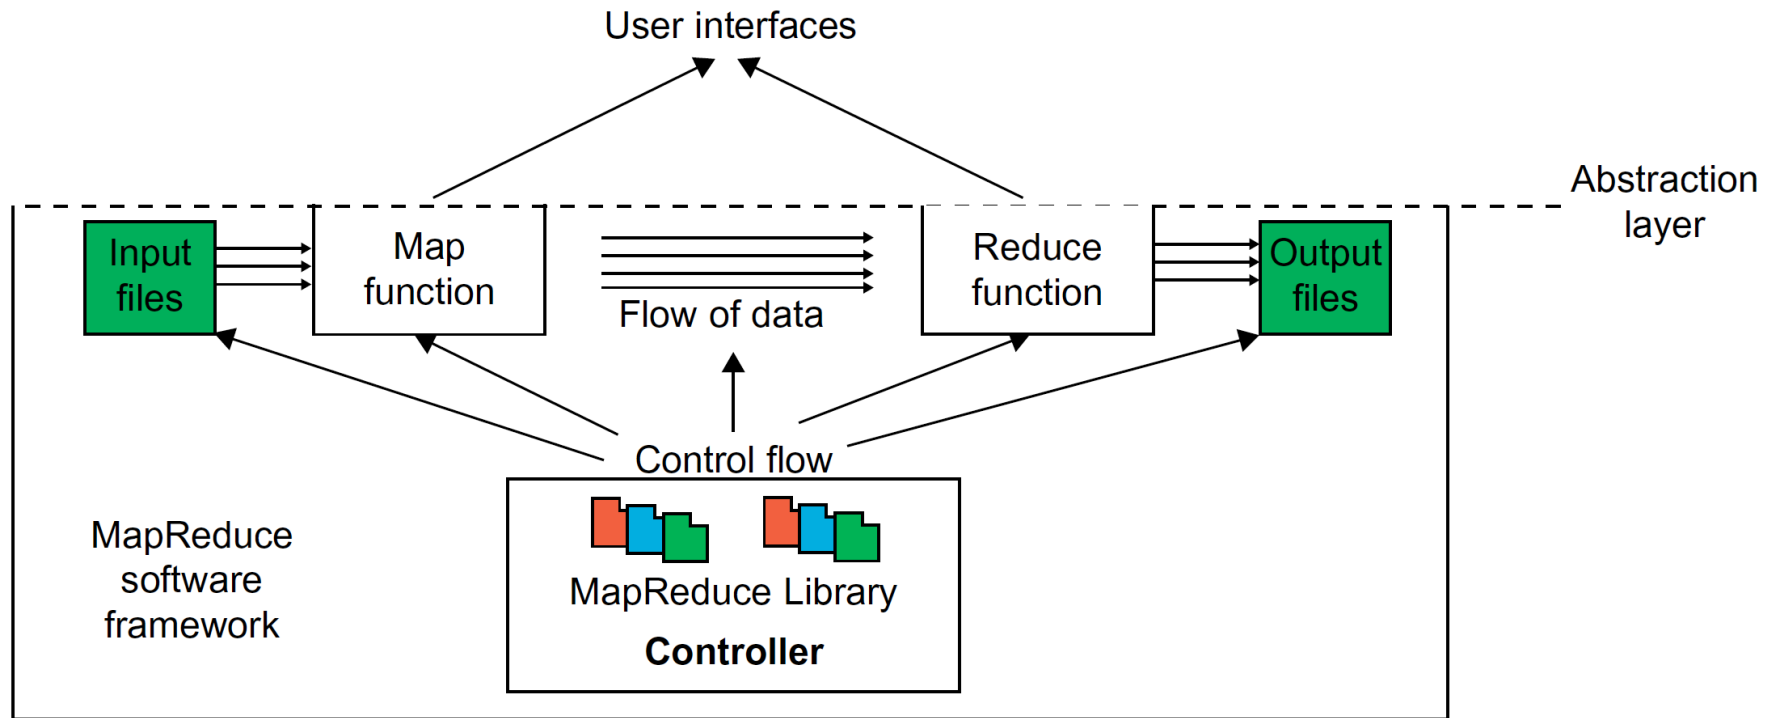 User interfaces
Abstraction
layer
Input
files
Map
function
Flow of data
Reduce
function
Output
files
Control flow
MapReduce
software
framework
MapReduce Library
Controller